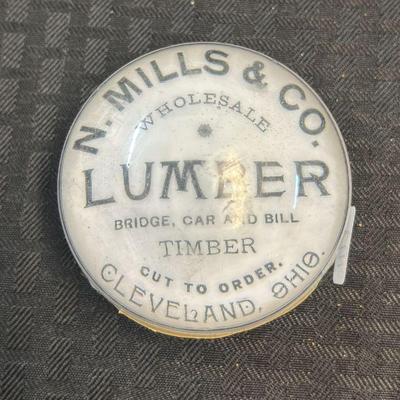 N. MILLS & CO.
WHOLESALE
LUMBER
BRIDGE, CAR AND BILL
TIMBER
CUT TO ORDER.
CLEVELAND, OHIO.